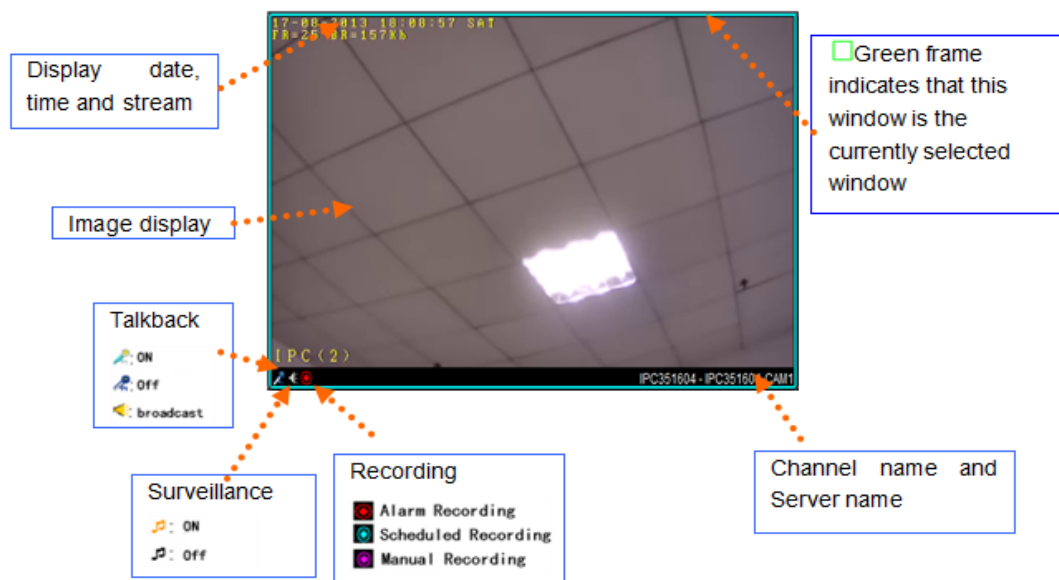 17-08-2013 18:08:57 SAT
FR=25 BR=157Kb
Display date,
time and stream
Green frame
indicates that this
window is the
currently selected
window
Image display
Talkback
: ON
: Off
: broadcast
IPC(2)
IPC351604 - IPC351604-CAM1
Surveillance
: ON
: Off
Recording
Alarm Recording
Scheduled Recording
Manual Recording
Channel name and
Server name